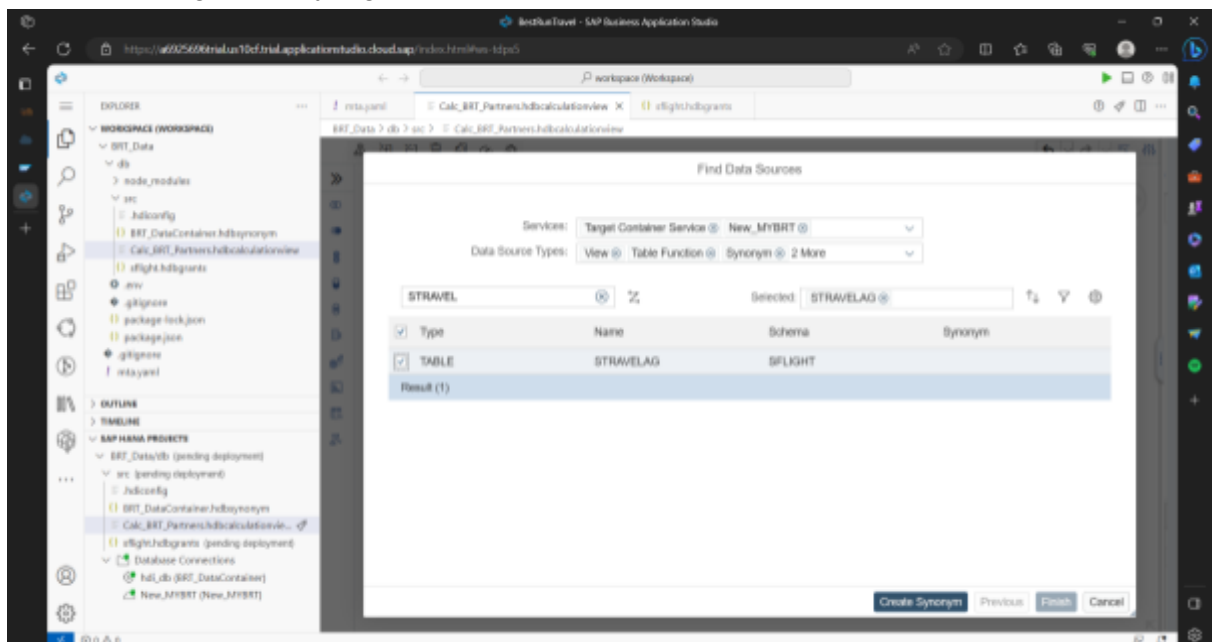 BestRunTravel - SAP Business Application Studio
workspace (Workspace)
EXPLORER
mta.yaml
Calc_BRT_Partners.hdbcalculationview
sflight.hdbgrants
BRT_Data > db > src > Calc_BRT_Partners.hdbcalculationview
WORKSPACE (WORKSPACE)
BRT_Data
db
node_modules
src
.hdiconfig
BRT_DataContainer.hdbsynonym
Calc_BRT_Partners.hdbcalculationview
sflight.hdbgrants
.env
.gitignore
package-lock.json
package.json
.gitignore
mta.yaml
OUTLINE
TIMELINE
SAP HANA PROJECTS
BRT_Data/db (pending deployment)
src (pending deployment)
.hdiconfig
BRT_DataContainer.hdbsynonym
Calc_BRT_Partners.hdbcalculationvie...
sflight.hdbgrants (pending deployment)
Database Connections
hdi_db (BRT_DataContainer)
New_MYBRT (New_MYBRT)
Find Data Sources
Services: Target Container Service New_MYBRT
Data Source Types: View Table Function Synonym 2 More
STRAVEL Selected: STRAVELAG
Type Name Schema Synonym
TABLE STRAVELAG SFLIGHT
Result (1)
Create Synonym Previous Finish Cancel